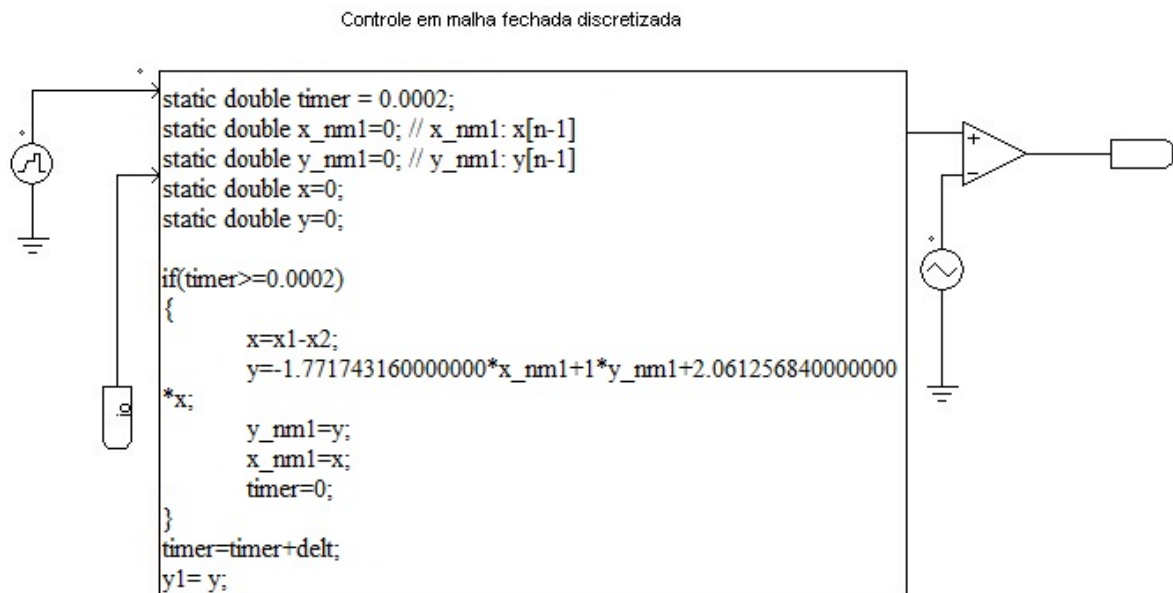 Controle em malha fechada discretizada
static double timer = 0.0002;
static double x_nm1=0; // x_nm1: x[n-1]
static double y_nm1=0; // y_nm1: y[n-1]
static double x=0;
static double y=0;
if(timer>=0.0002)
{
x=x1-x2;
y=-1.771743160000000*x_nm1+1*y_nm1+2.061256840000000
*x;
y_nm1=y;
x_nm1=x;
timer=0;
}
timer=timer+delt;
y1= y;
+
-